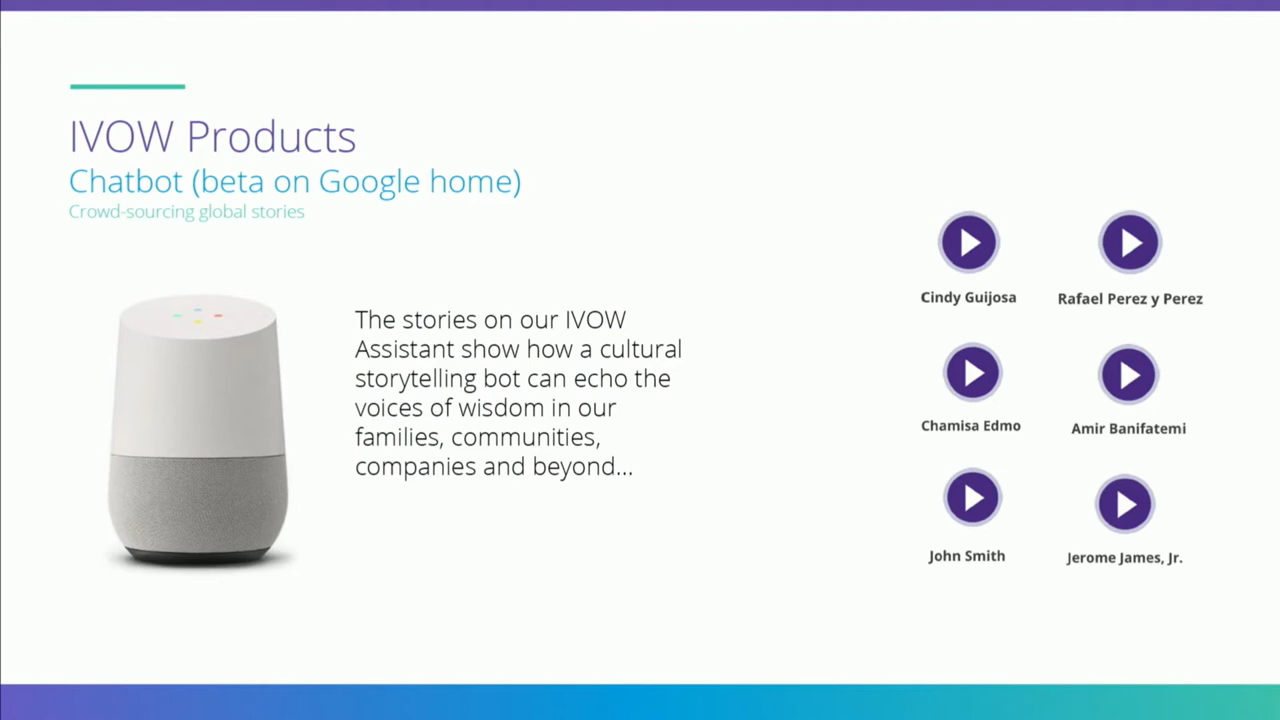 IVOW Products
Chatbot (beta on Google home)
Crowd-sourcing global stories
The stories on our IVOW
Assistant show how a cultural
storytelling bot can echo the
voices of wisdom in our
families, communities,
companies and beyond...
Cindy Guijosa
Rafael Perez y Perez
Chamisa Edmo
Amir Banifatemi
John Smith
Jerome James, Jr.